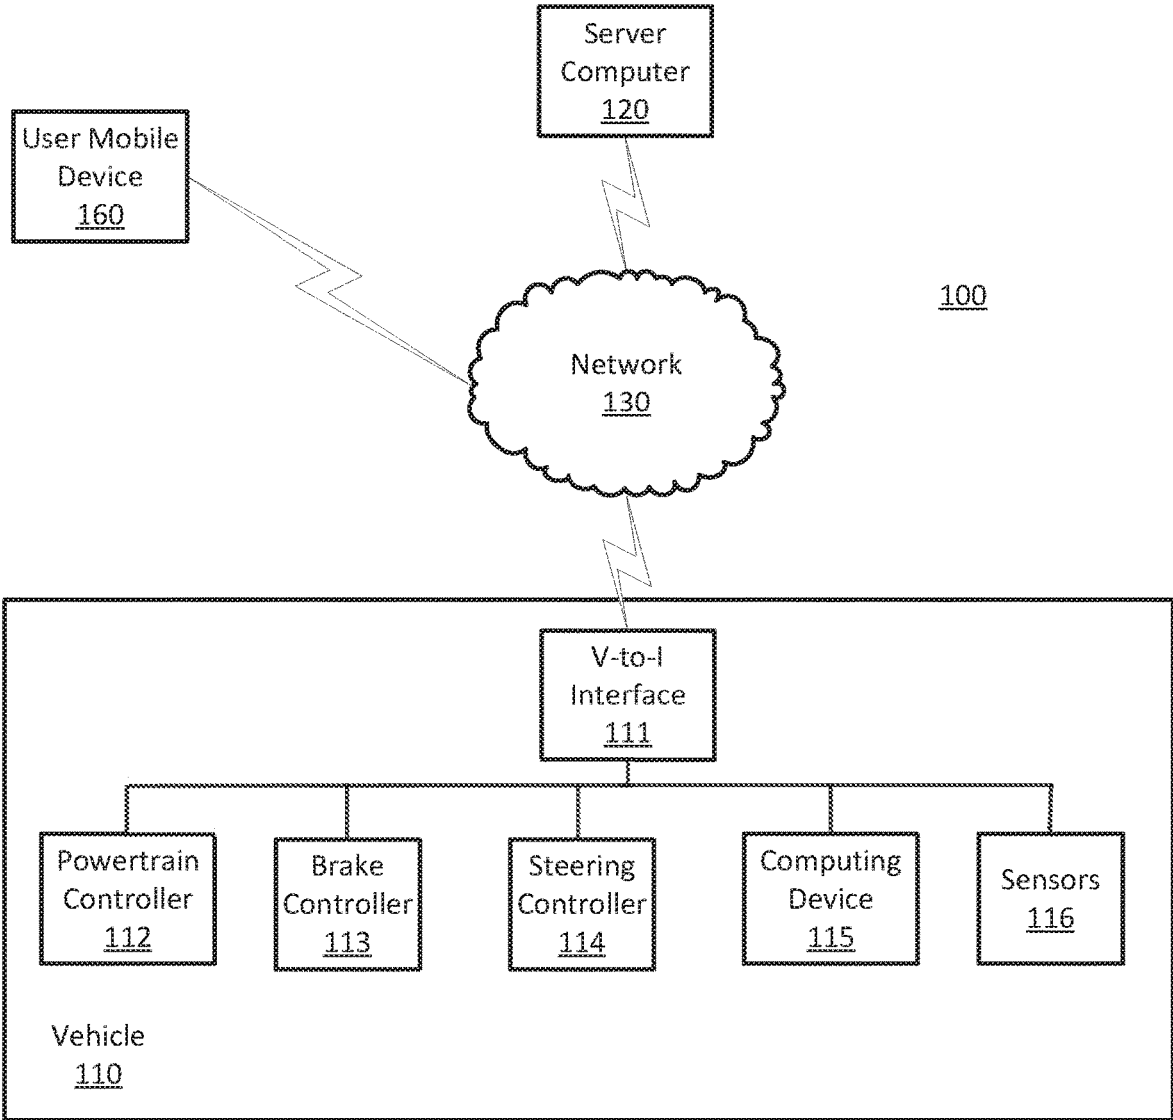 Server
Computer
120
User Mobile
Device
160
100
Network
130
V-to-I
Interface
111
Powertrain
Controller
112
Brake
Controller
113
Steering
Controller
114
Computing
Device
115
Sensors
116
Vehicle
110